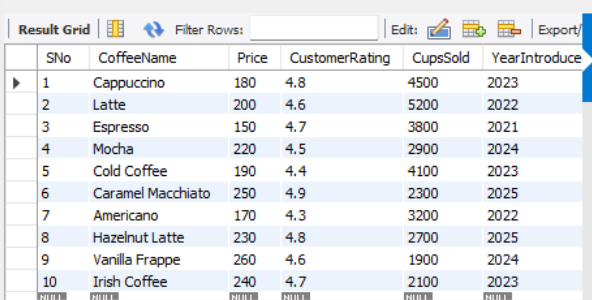 Result Grid Filter Rows: Edit: Export/
SNo CoffeeName Price CustomerRating CupsSold YearIntroduce
1 Cappuccino 180 4.8 4500 2023
2 Latte 200 4.6 5200 2022
3 Espresso 150 4.7 3800 2021
4 Mocha 220 4.5 2900 2024
5 Cold Coffee 190 4.4 4100 2023
6 Caramel Macchiato 250 4.9 2300 2025
7 Americano 170 4.3 3200 2022
8 Hazelnut Latte 230 4.8 2700 2025
9 Vanilla Frappe 260 4.6 1900 2024
10 Irish Coffee 240 4.7 2100 2023
NULL NULL NULL NULL NULL NULL